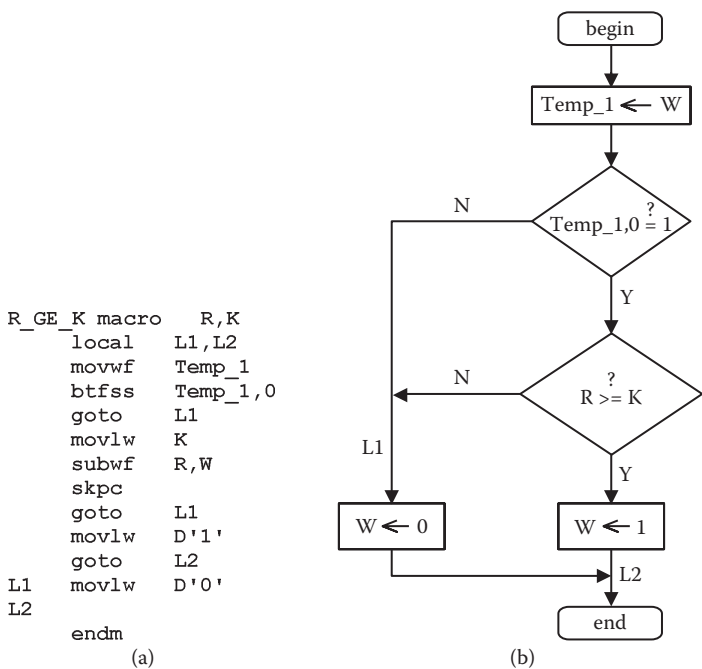 R_GE_K macro R,K
local L1,L2
movwf Temp_1
btfss Temp_1,0
goto L1
movlw K
subwf R,W
skpc
goto L1
movlw D'1'
goto L2
L1 movlw D'0'
L2
endm
(a)
begin
Temp_1 ← W
?
Temp_1,0 = 1
N
Y
?
R >= K
N
Y
L1
W ← 0
W ← 1
L2
end
(b)